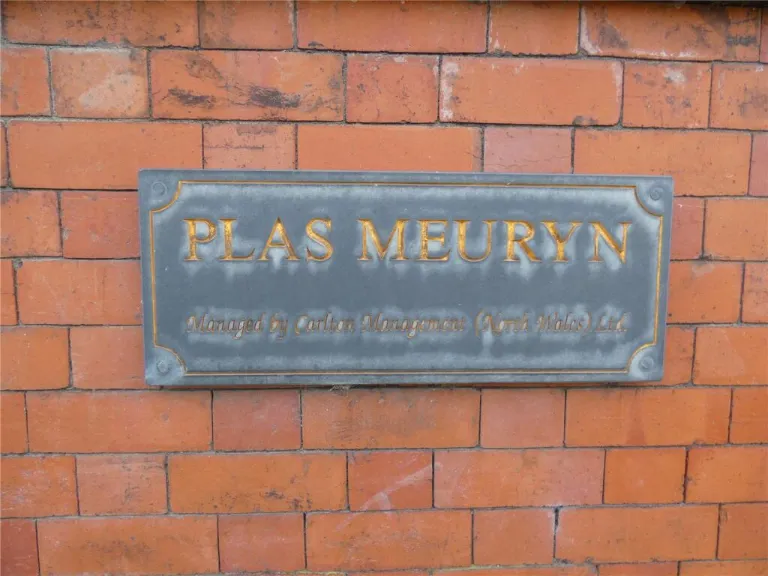 PLAS MEURYN
Managed by Carlton Management (North Wales) Ltd.